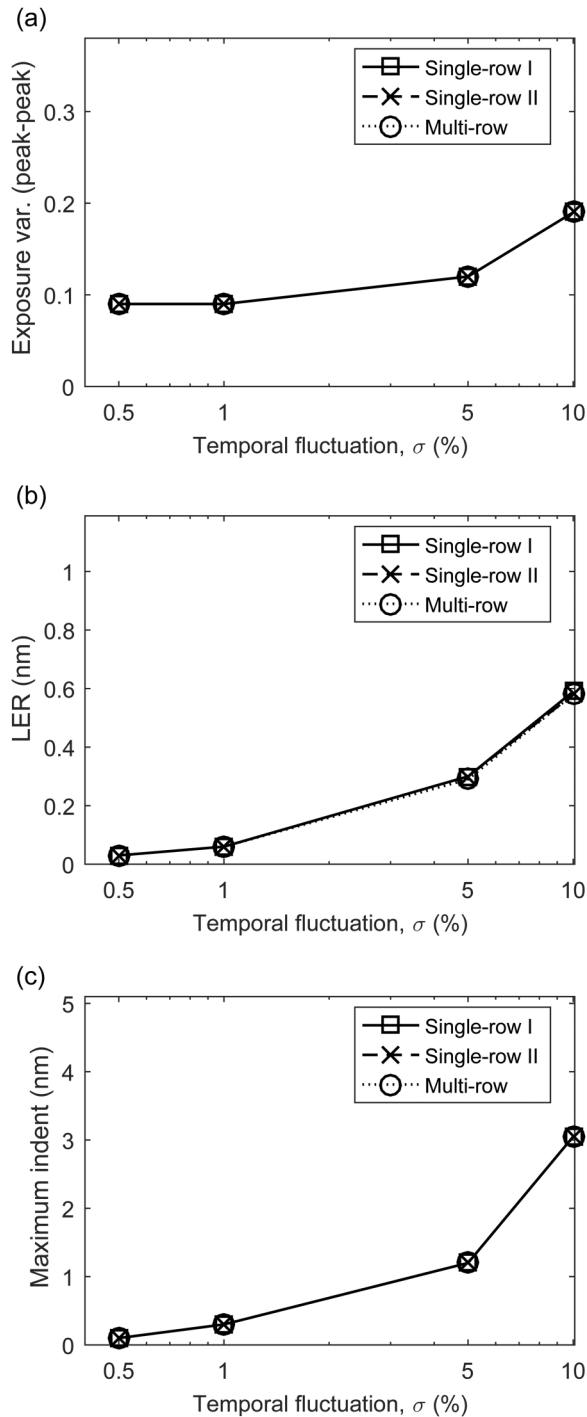 (a)
Single-row I
Single-row II
Multi-row
Exposure var. (peak-peak)
0.3
0.2
0.1
0
0.5 1 5 10
Temporal fluctuation, σ (%)
(b)
Single-row I
Single-row II
Multi-row
LER (nm)
1
0.8
0.6
0.4
0.2
0
0.5 1 5 10
Temporal fluctuation, σ (%)
(c)
Single-row I
Single-row II
Multi-row
Maximum indent (nm)
5
4
3
2
1
0
0.5 1 5 10
Temporal fluctuation, σ (%)